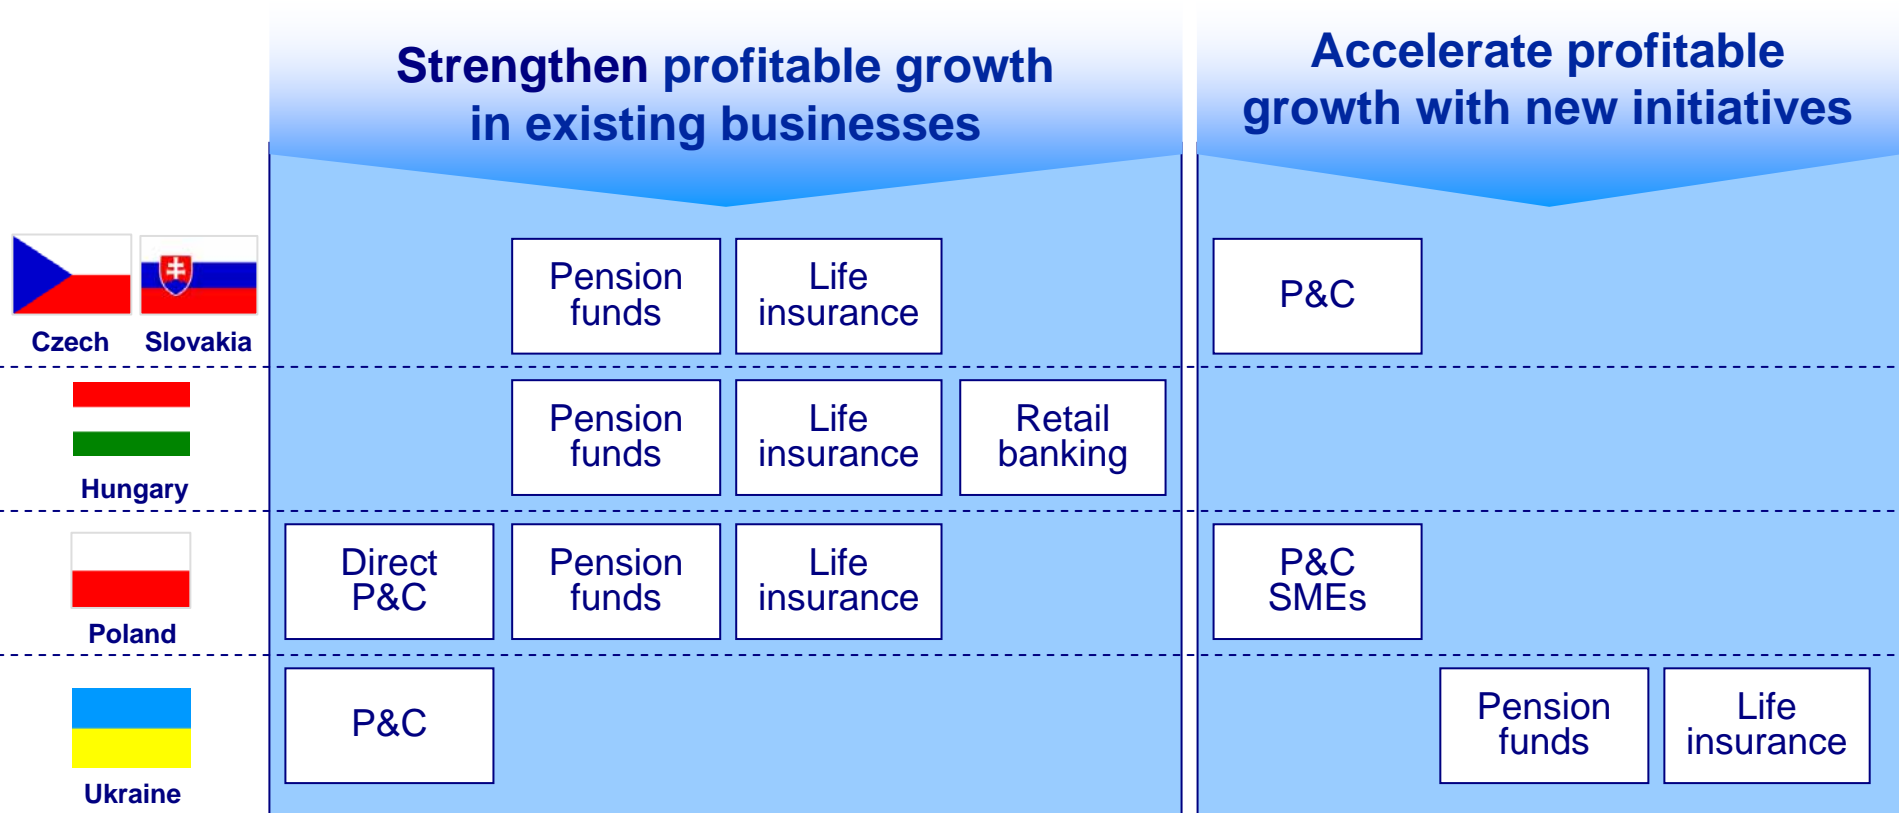 Strengthen profitable growth
in existing businesses
Accelerate profitable
growth with new initiatives
Czech
Slovakia
Pension
funds
Life
insurance
P&C
Hungary
Pension
funds
Life
insurance
Retail
banking
Poland
Direct
P&C
Pension
funds
Life
insurance
P&C
SMEs
Ukraine
P&C
Pension
funds
Life
insurance